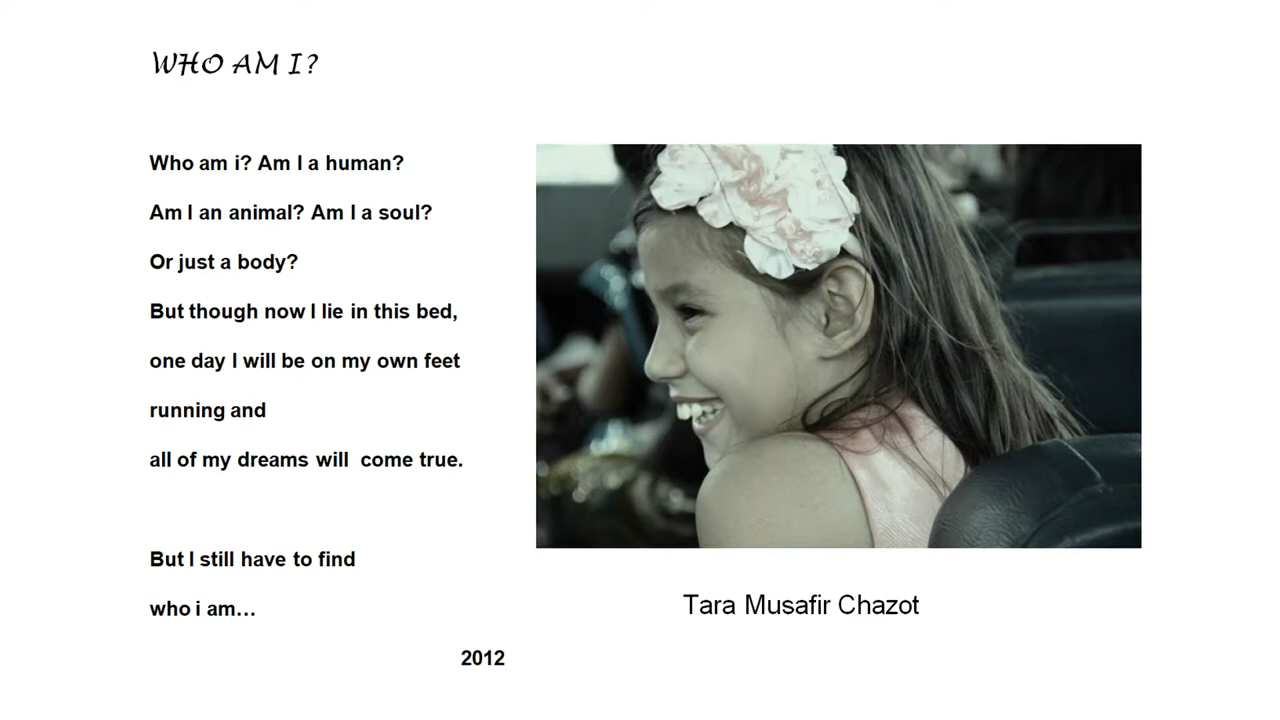 WHO AM I?
Who am i? Am I a human?
Am I an animal? Am I a soul?
Or just a body?
But though now I lie in this bed,
one day I will be on my own feet
running and
all of my dreams will come true.
But I still have to find
who i am…
2012
Tara Musafir Chazot